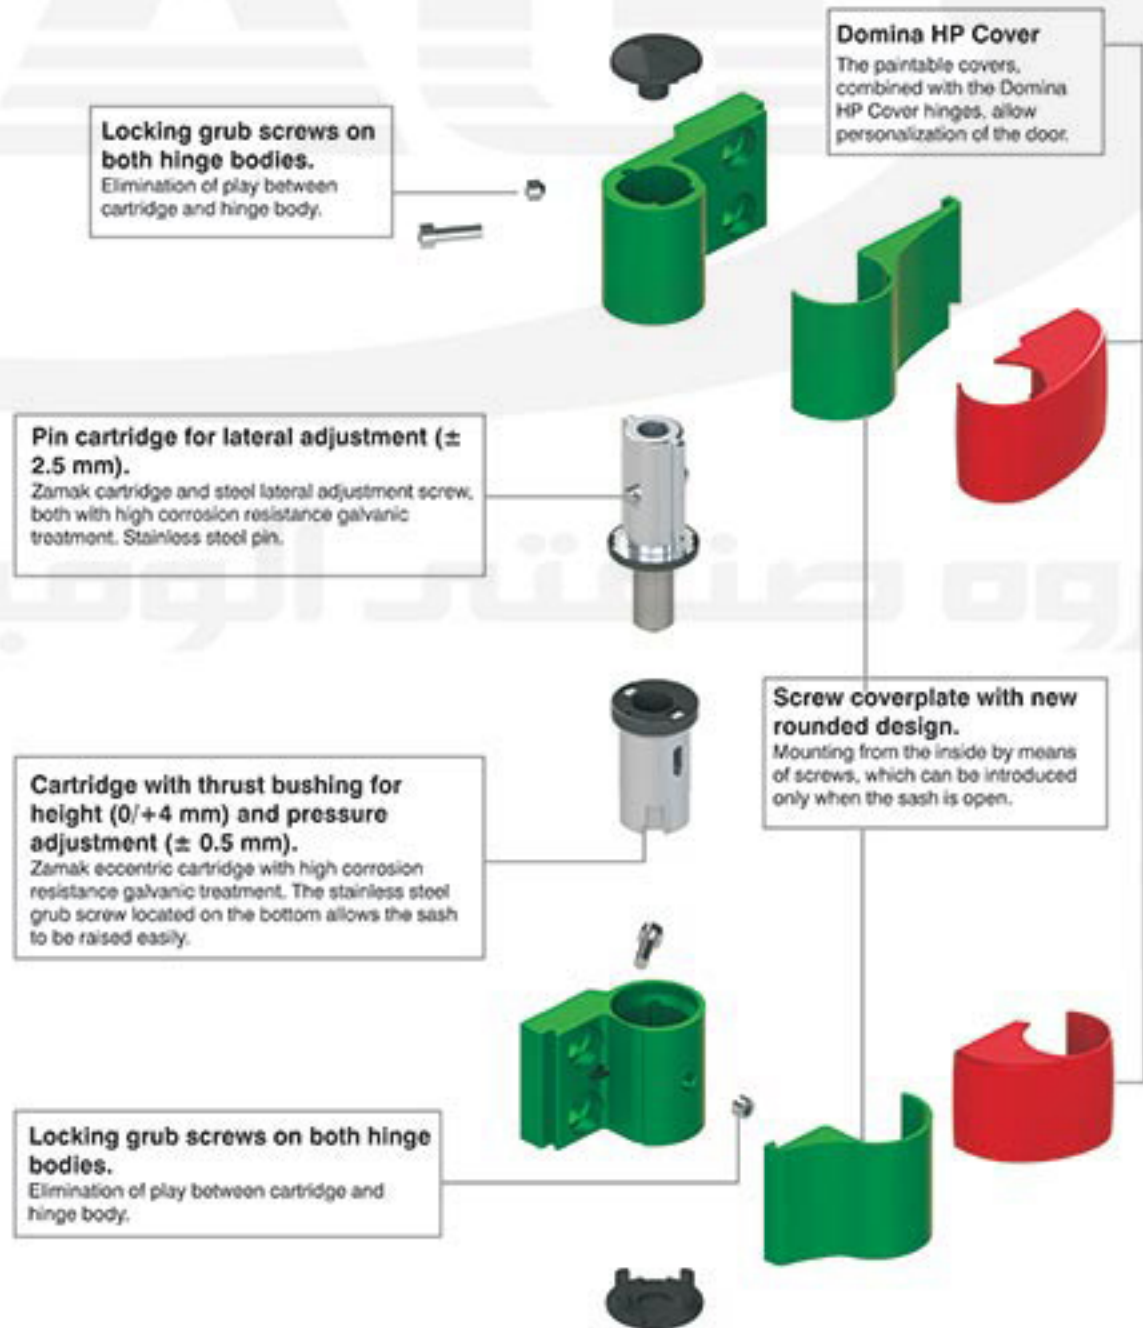 Domina HP Cover
The paintable covers,
combined with the Domina
HP Cover hinges, allow
personalization of the door.
Locking grub screws on
both hinge bodies.
Elimination of play between
cartridge and hinge body.
Pin cartridge for lateral adjustment (±
2.5 mm).
Zamak cartridge and steel lateral adjustment screw,
both with high corrosion resistance galvanic
treatment. Stainless steel pin.
Screw coverplate with new
rounded design.
Mounting from the inside by means
of screws, which can be introduced
only when the sash is open.
Cartridge with thrust bushing for
height (0/+4 mm) and pressure
adjustment (± 0.5 mm).
Zamak eccentric cartridge with high corrosion
resistance galvanic treatment. The stainless steel
grub screw located on the bottom allows the sash
to be raised easily.
Locking grub screws on both hinge
bodies.
Elimination of play between cartridge and
hinge body.